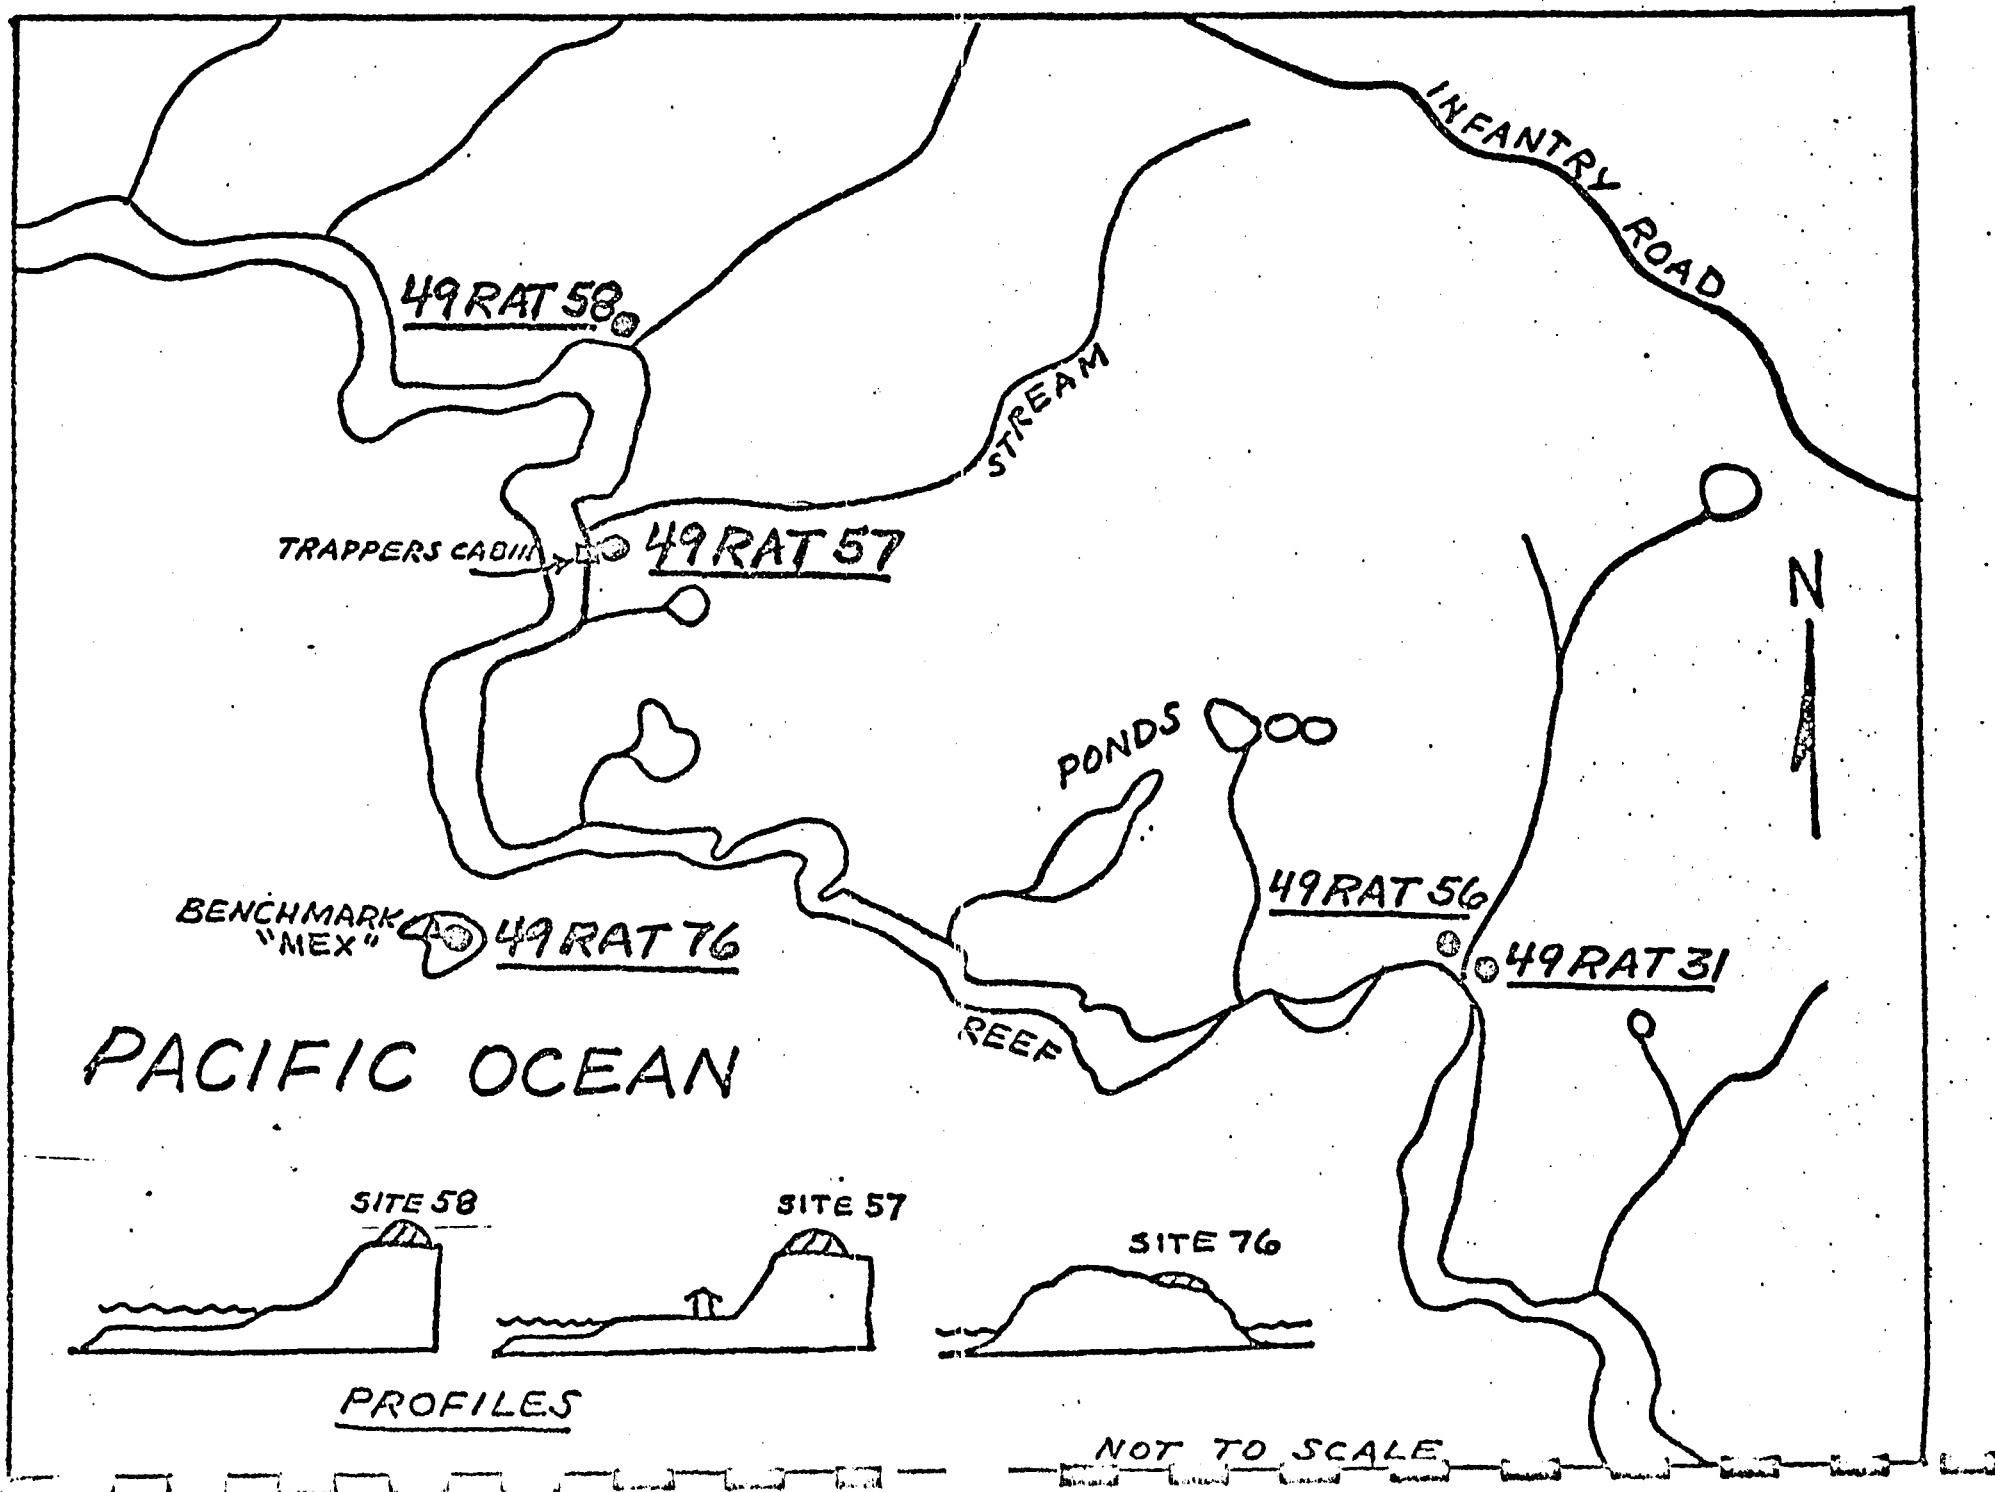 INFANTRY ROAD
49 RAT 58
STREAM
TRAPPERS CABIN
49 RAT 57
N
PONDS
49 RAT 56
BENCHMARK
"MEX"
49 RAT 76
49 RAT 31
REEF
PACIFIC OCEAN
SITE 58
SITE 57
SITE 76
PROFILES
NOT TO SCALE